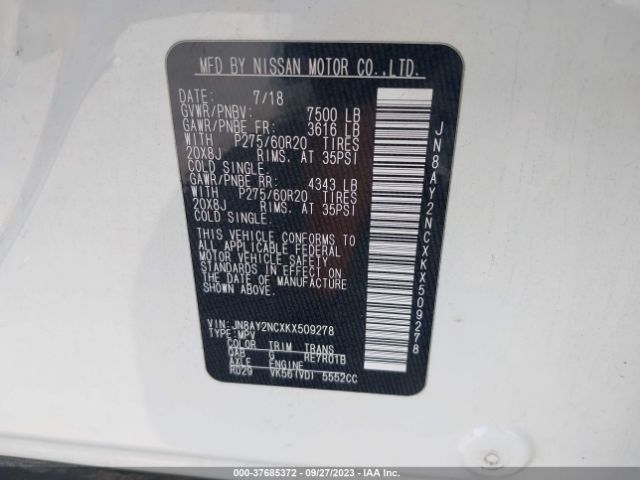 MFD BY NISSAN MOTOR CO.,LTD.
DATE: 7/18
GVWR/PNBV: 7500 LB
GAWR/PNBE FR: 3616 LB
WITH P275/60R20 TIRES
20X8J RIMS. AT 35PSI
COLD SINGLE.
GAWR/PNBE RR: 4343 LB
WITH P275/60R20 TIRES
20X8J RIMS. AT 35PSI
COLD SINGLE
THIS VEHICLE CONFORMS TO
ALL APPLICABLE FEDERAL
MOTOR VEHICLE SAFETY
STANDARDS IN EFFECT ON
THE DATE OF MANUFACTURE
SHOWN ABOVE.
VIN: JN8AY2NCXKX509278
TYPE: MPV
COLOR TRIM TRANS
QAB G RE7R01B
AXLE ENGINE
RD29 VK56(VD) 5552CC
JN8AY2NCXKX509278
000-37685372 | 09/27/2023 | IAA Inc.